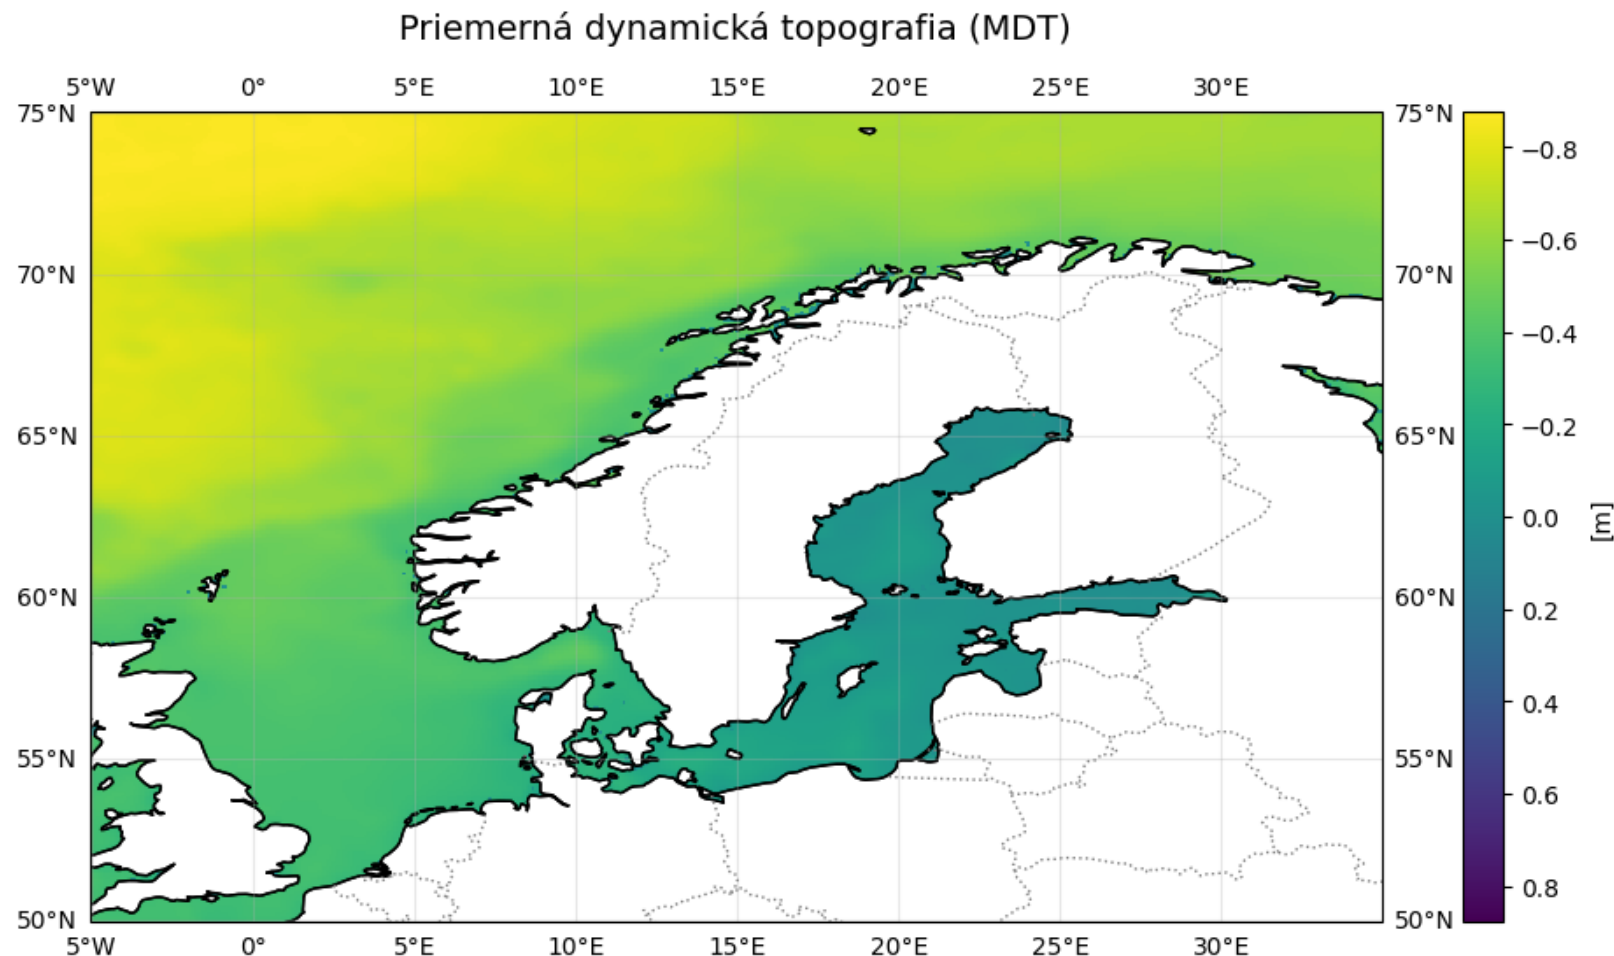 Priemerná dynamická topografia (MDT)
5°W 0° 5°E 10°E 15°E 20°E 25°E 30°E
75°N 75°N
−0.8
−0.6
70°N 70°N
−0.4
65°N 65°N
−0.2
0.0
[m]
60°N 60°N
0.2
0.4
55°N 55°N
0.6
0.8
50°N 50°N
5°W 0° 5°E 10°E 15°E 20°E 25°E 30°E